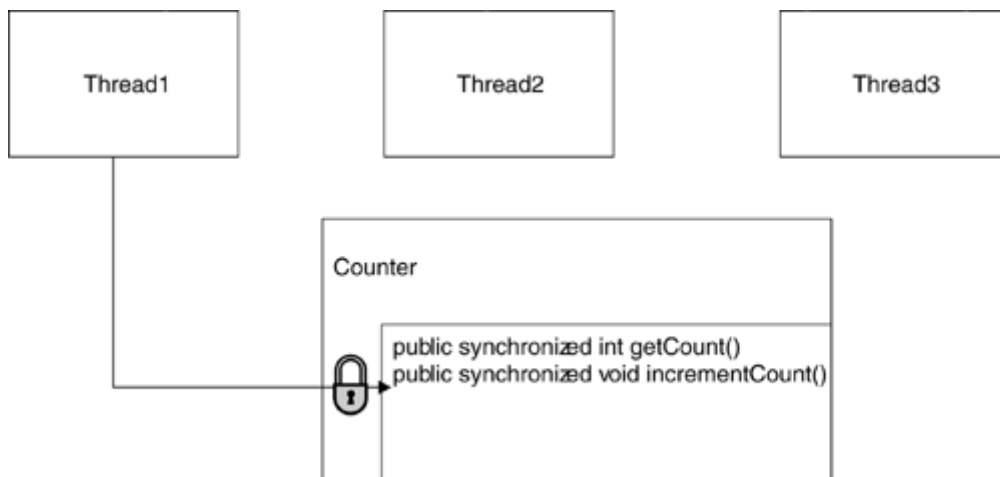 Thread1
Thread2
Thread3
Counter
public synchronized int getCount()
public synchronized void incrementCount()